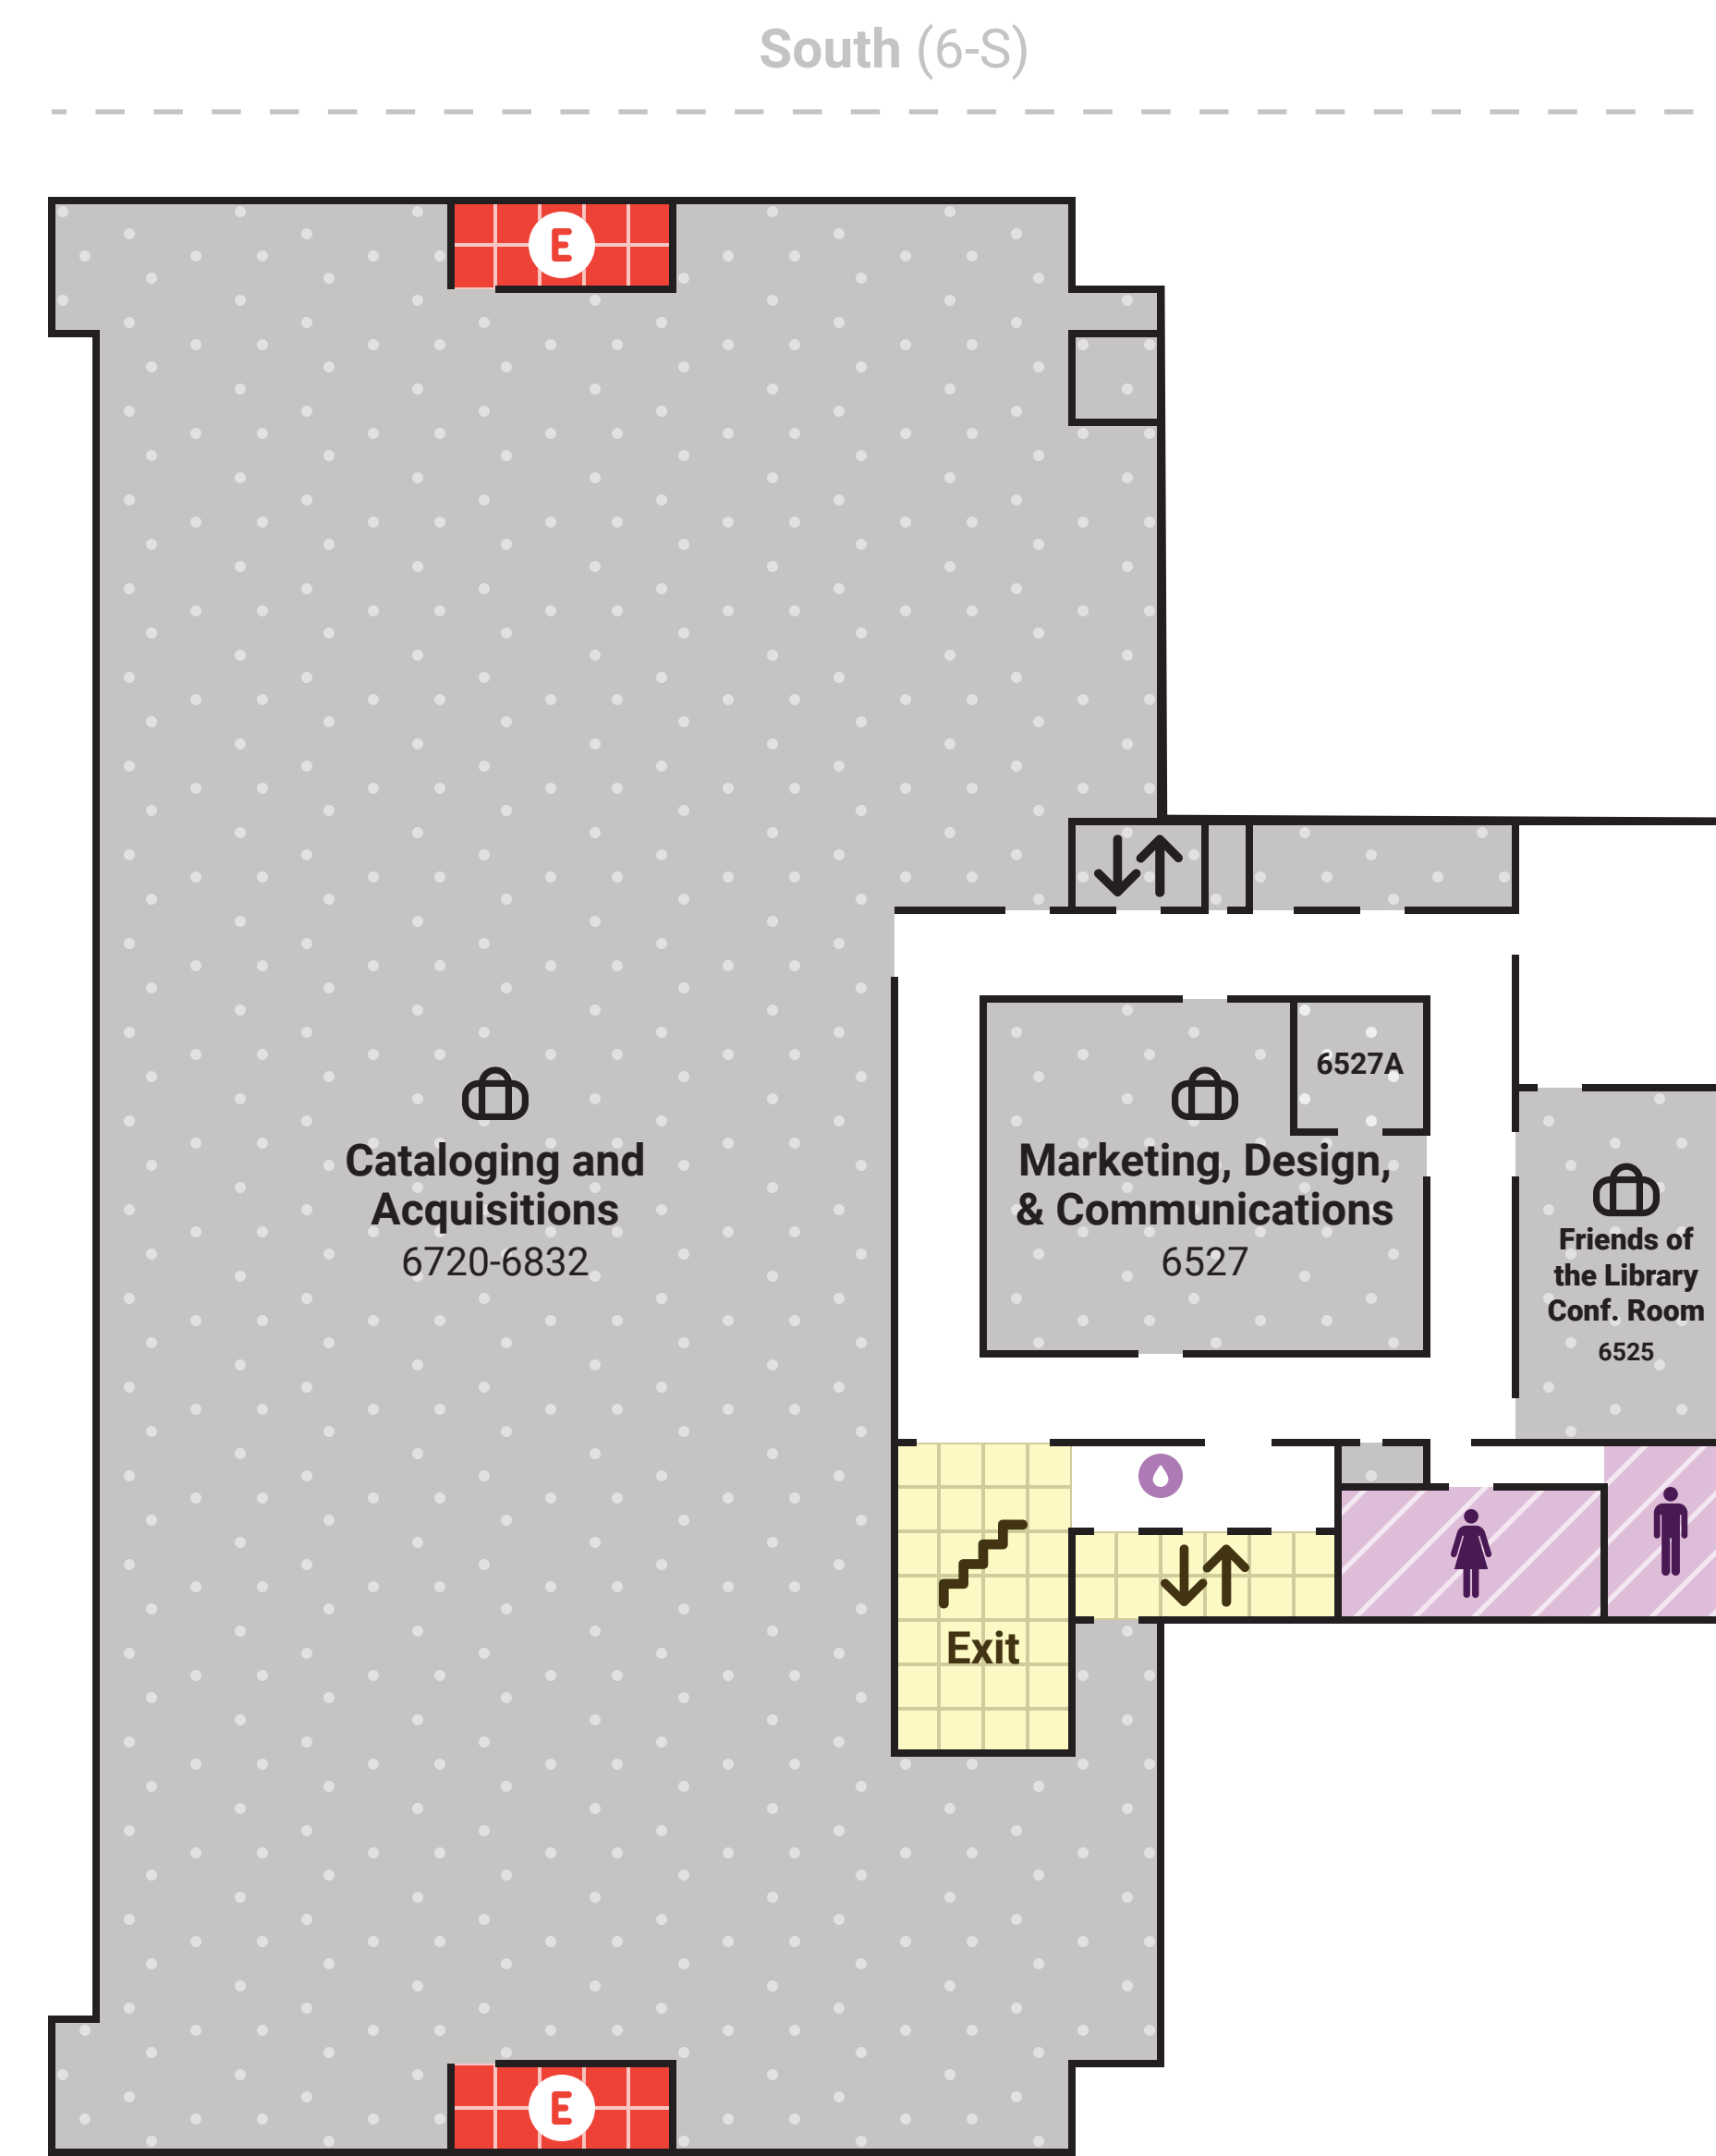 South (6-S)
E
6527A
Cataloging and
Acquisitions
6720-6832
Marketing, Design,
& Communications
6527
Friends of
the Library
Conf. Room
6525
Exit
E